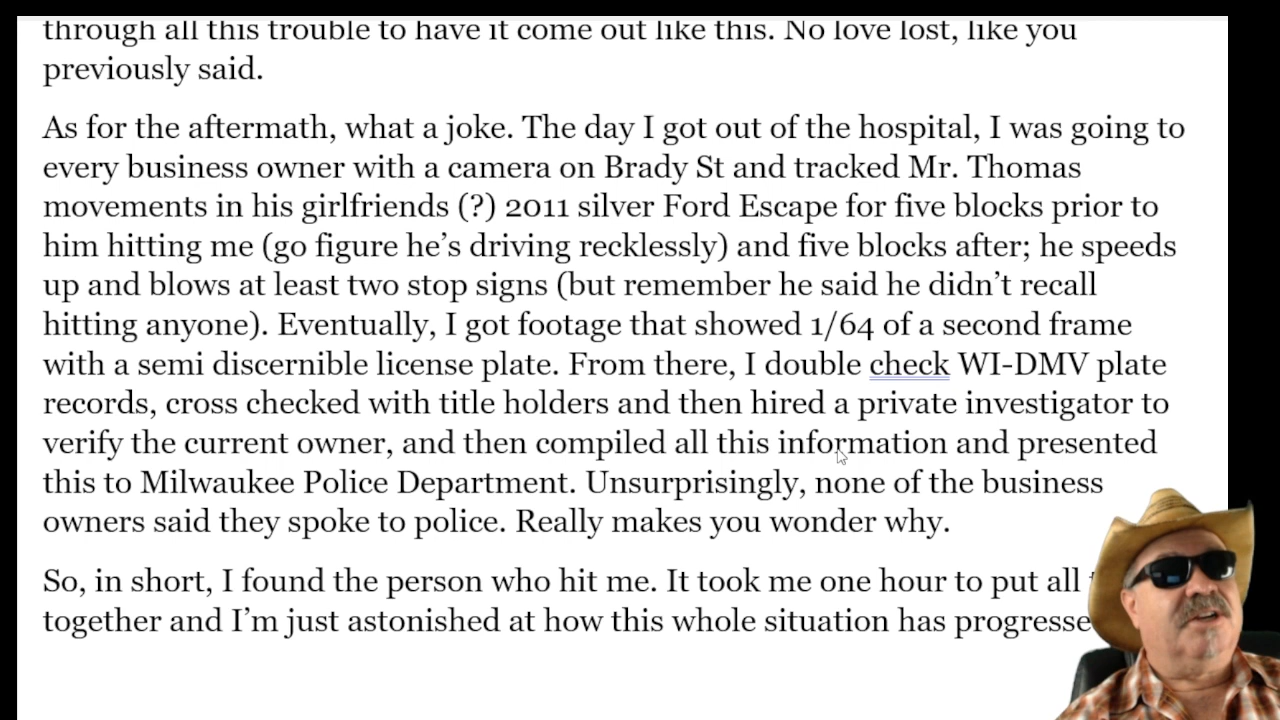 through all this trouble to have it come out like this. No love lost, like you
previously said.
As for the aftermath, what a joke. The day I got out of the hospital, I was going to
every business owner with a camera on Brady St and tracked Mr. Thomas
movements in his girlfriends (?) 2011 silver Ford Escape for five blocks prior to
him hitting me (go figure he’s driving recklessly) and five blocks after; he speeds
up and blows at least two stop signs (but remember he said he didn’t recall
hitting anyone). Eventually, I got footage that showed 1/64 of a second frame
with a semi discernible license plate. From there, I double check WI-DMV plate
records, cross checked with title holders and then hired a private investigator to
verify the current owner, and then compiled all this information and presented
this to Milwaukee Police Department. Unsurprisingly, none of the business
owners said they spoke to police. Really makes you wonder why.
So, in short, I found the person who hit me. It took me one hour to put all
together and I’m just astonished at how this whole situation has progresse